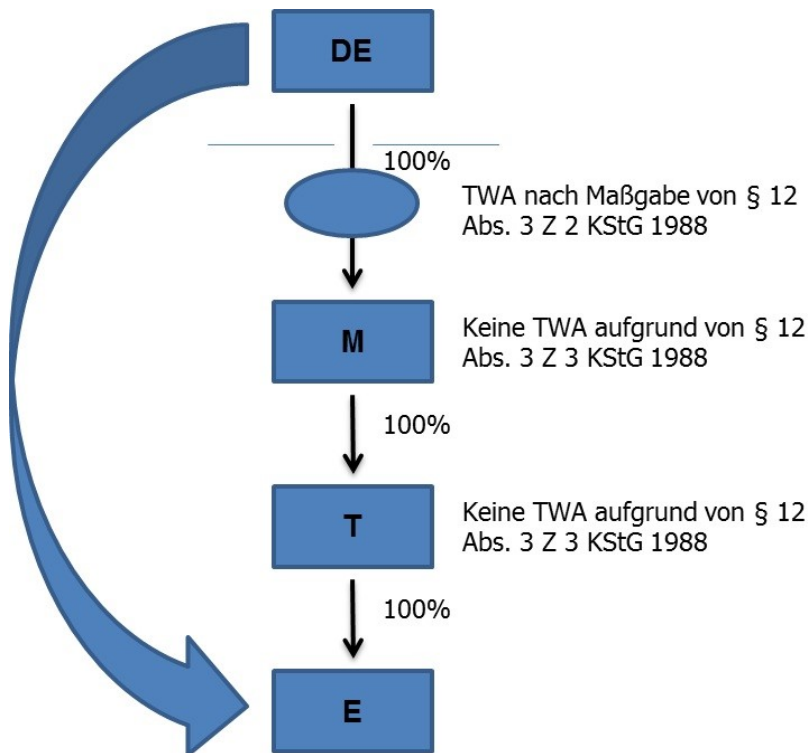 DE
100%
TWA nach Maßgabe von § 12
Abs. 3 Z 2 KStG 1988
M
Keine TWA aufgrund von § 12
Abs. 3 Z 3 KStG 1988
100%
T
Keine TWA aufgrund von § 12
Abs. 3 Z 3 KStG 1988
100%
E